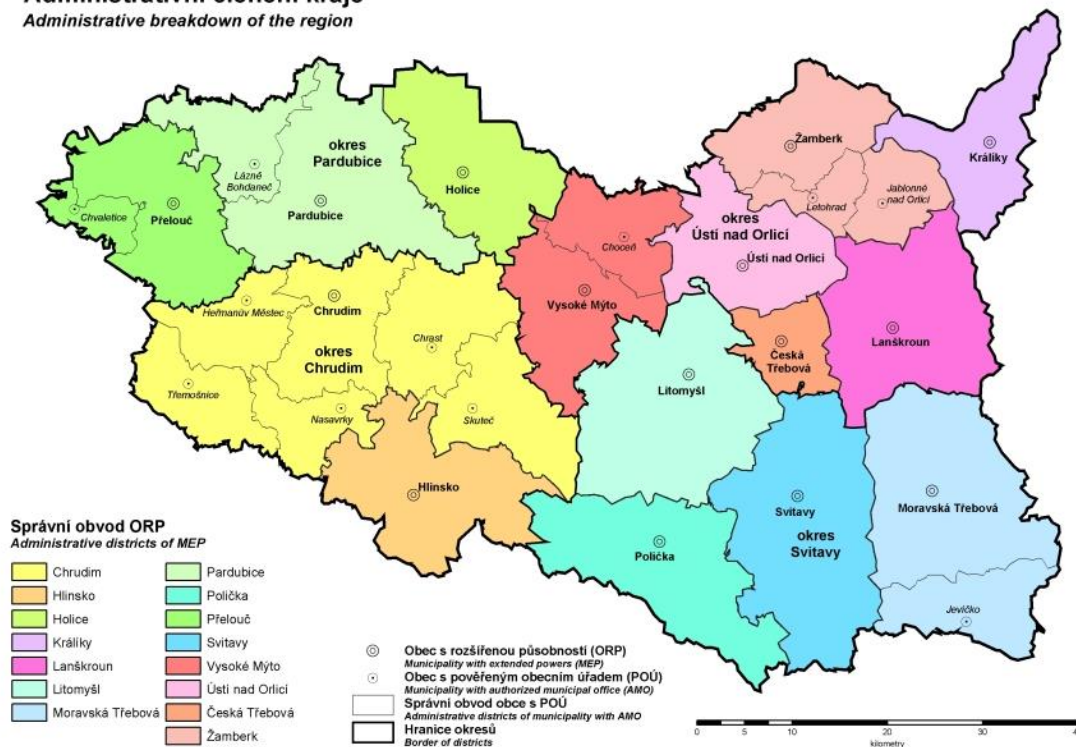 Administrativní členění kraje
Administrative breakdown of the region
Žamberk
Králíky
okres
Pardubice
Lázně
Bohdaneč
Holice
Jablonné
nad Orlicí
Letohrad
Chvaletice
Přelouč
Pardubice
okres
Ústí nad Orlicí
Choceň
Ústí nad Orlicí
Heřmanův Městec
Chrudim
Vysoké Mýto
Chrast
okres
Chrudim
Lanškroun
Česká
Třebová
Třemošnice
Litomyšl
Nasavrky
Skuteč
Hlinsko
Svitavy
Moravská Třebová
okres
Svitavy
Polička
Jevíčko
Správní obvod ORP
Administrative districts of MEP
Chrudim
Hlinsko
Holice
Králíky
Lanškroun
Litomyšl
Moravská Třebová
Pardubice
Polička
Přelouč
Svitavy
Vysoké Mýto
Ústí nad Orlicí
Česká Třebová
Žamberk
Obec s rozšířenou působností (ORP)
Municipality with extended powers (MEP)
Obec s pověřeným obecním úřadem (POÚ)
Municipality with authorized municipal office (AMO)
Správní obvod obce s POÚ
Administrative districts of municipality with AMO
Hranice okresů
Border of districts
0 5 10 20 30
kilometry